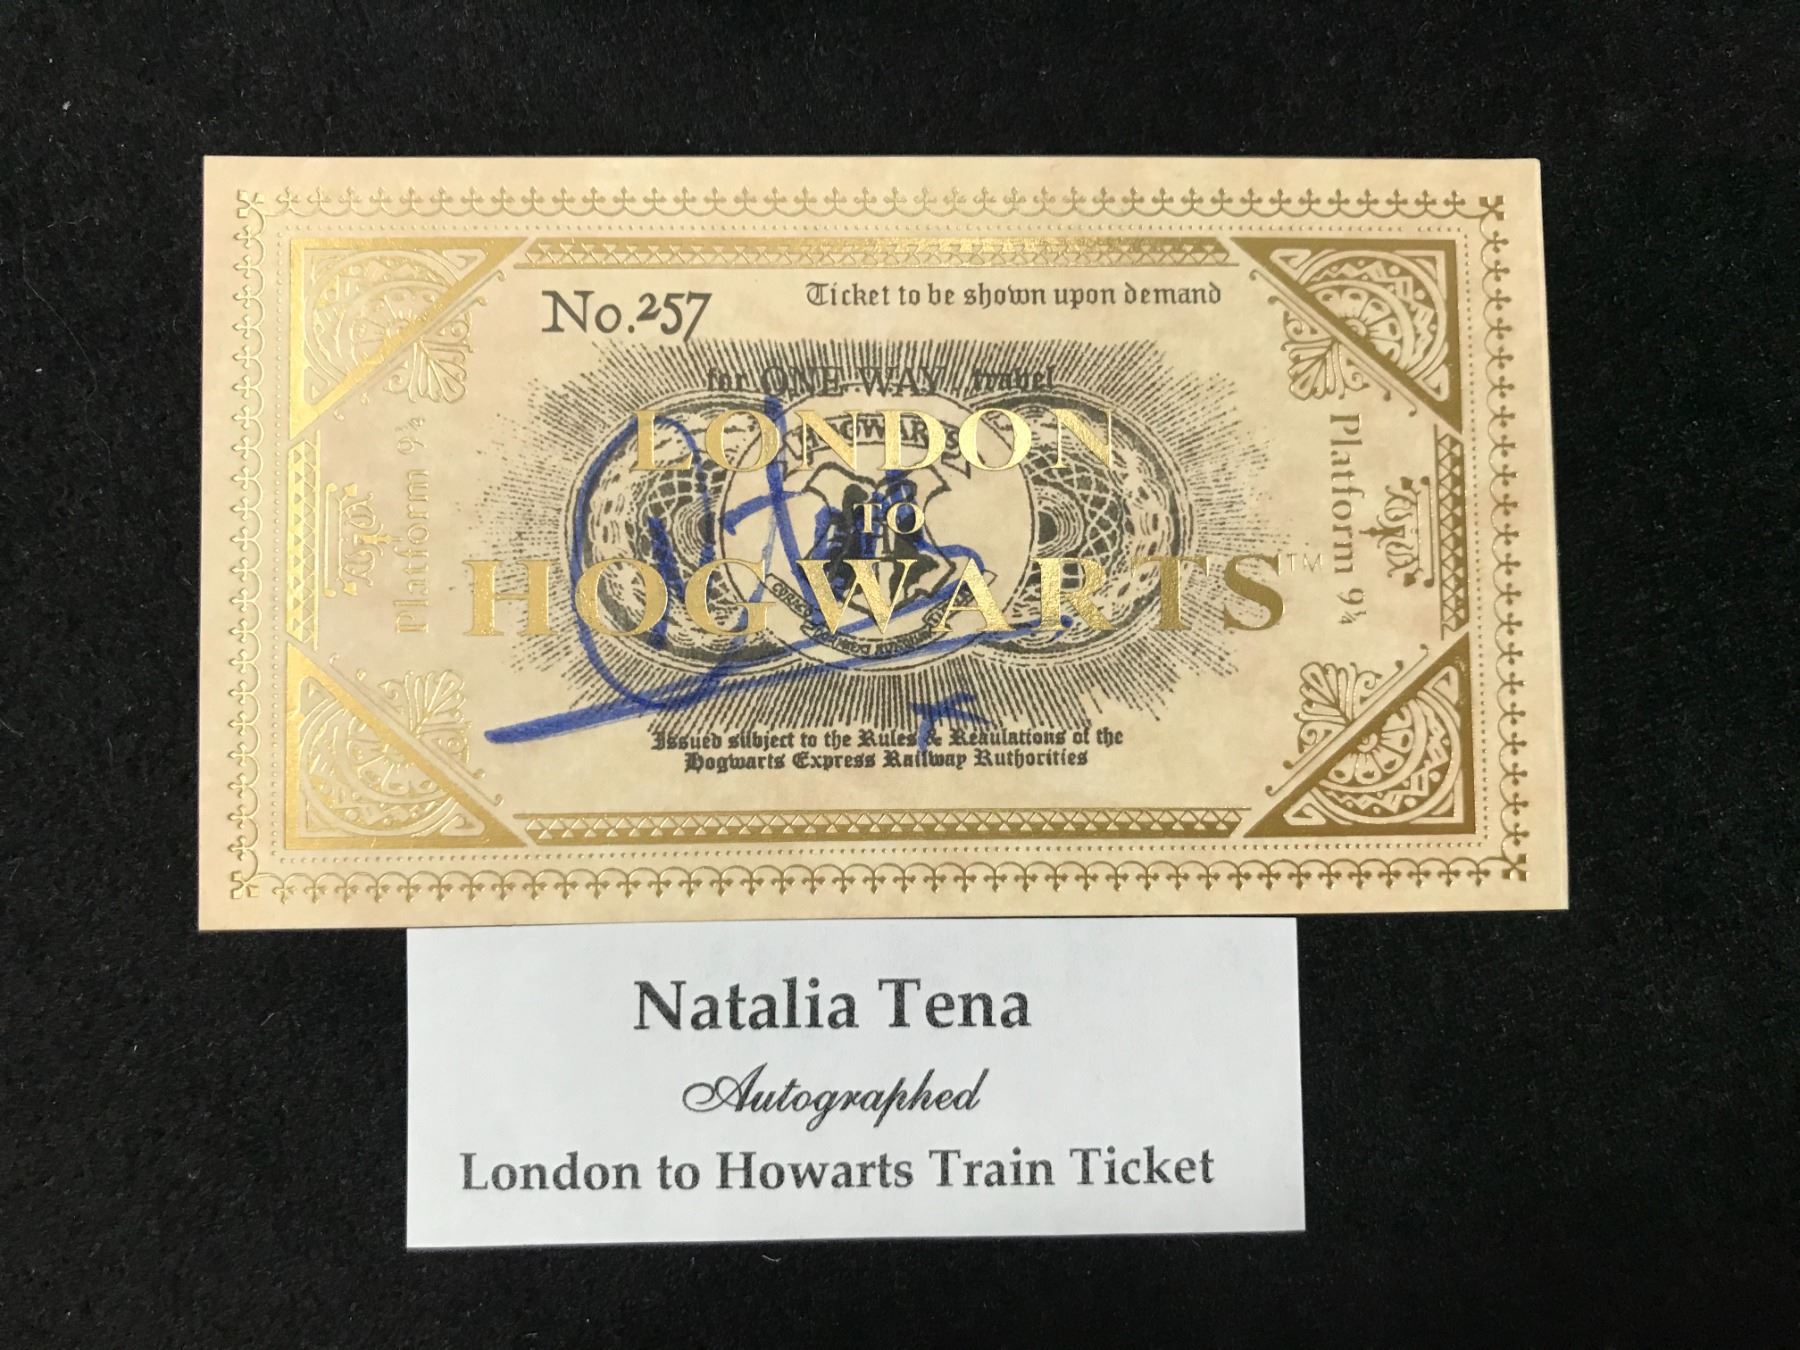 No.257
Ticket to be shown upon demand
for ONE WAY travel
LONDON
HOGWARTS
TO
HOGWARTS™
Platform 9¾
Platform 9¾
Issued subject to the Rules & Regulations of the
Hogwarts Express Railway Authorities
Natalia Tena
Autographed
London to Howarts Train Ticket